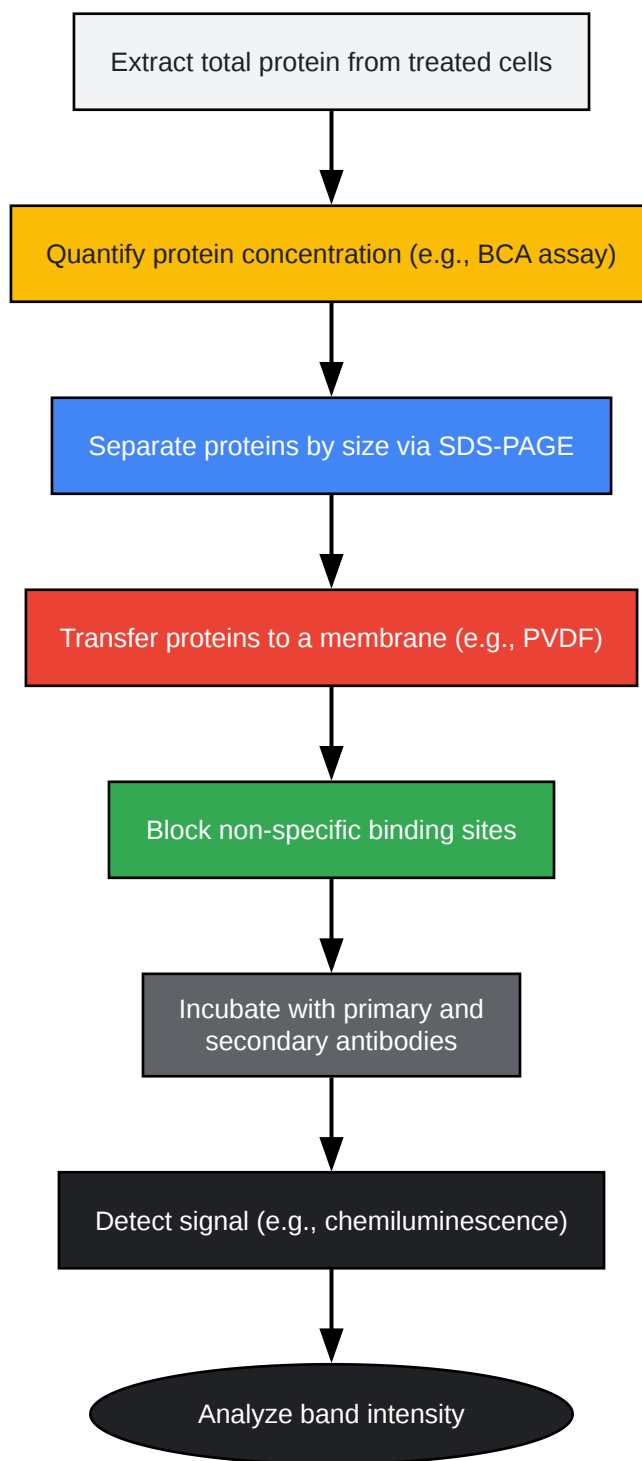 Extract total protein from treated cells
Quantify protein concentration (e.g., BCA assay)
Separate proteins by size via SDS-PAGE
Transfer proteins to a membrane (e.g., PVDF)
Block non-specific binding sites
Incubate with primary and
secondary antibodies
Detect signal (e.g., chemiluminescence)
Analyze band intensity